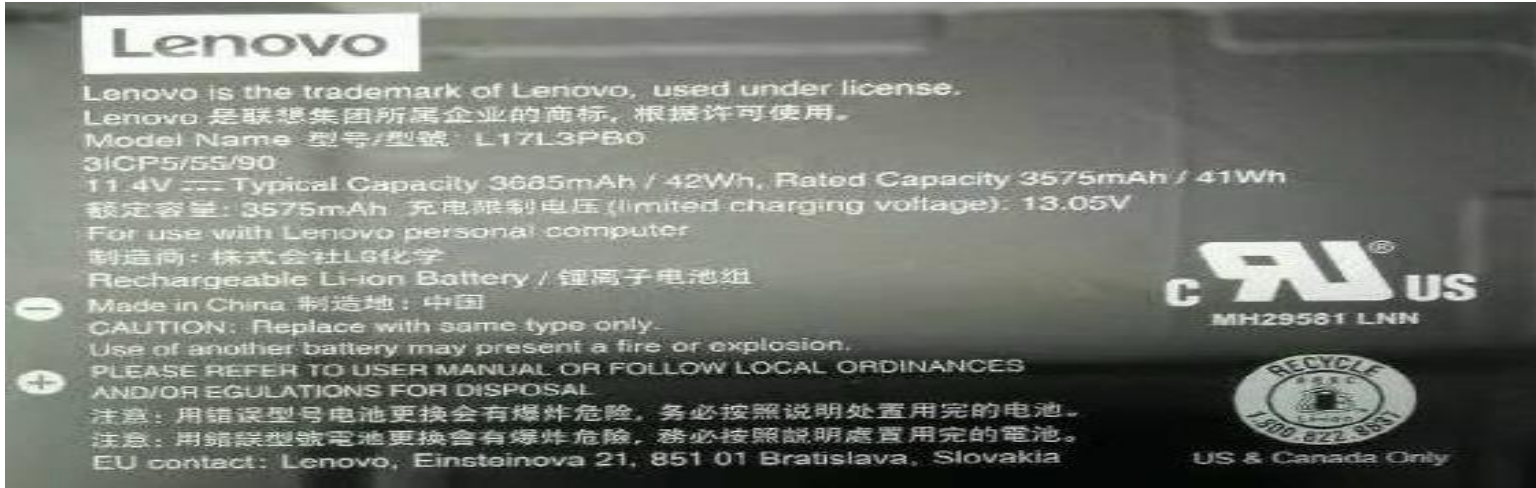 Lenovo
Lenovo is the trademark of Lenovo, used under license.
Lenovo 是联想集团所属企业的商标, 根据许可使用。
Model Name 型号/型號: L17L3PB0
3ICP5/55/90
11.4V ⎓ Typical Capacity 3685mAh / 42Wh, Rated Capacity 3575mAh / 41Wh
额定容量: 3575mAh 充电限制电压 (limited charging voltage): 13.05V
For use with Lenovo personal computer
制造商: 株式会社LG化学
Rechargeable Li-ion Battery / 锂离子电池组
Made in China 制造地: 中国
CAUTION: Replace with same type only.
Use of another battery may present a fire or explosion.
PLEASE REFER TO USER MANUAL OR FOLLOW LOCAL ORDINANCES
AND/OR EGULATIONS FOR DISPOSAL
注意: 用错误型号电池更换会有爆炸危险, 务必按照说明处置用完的电池。
注意: 用錯誤型號電池更換會有爆炸危險, 務必按照説明處置用完的電池。
EU contact: Lenovo, Einsteinova 21, 851 01 Bratislava, Slovakia
C RU ® US
MH29581 LNN
RECYCLE
US & Canada Only